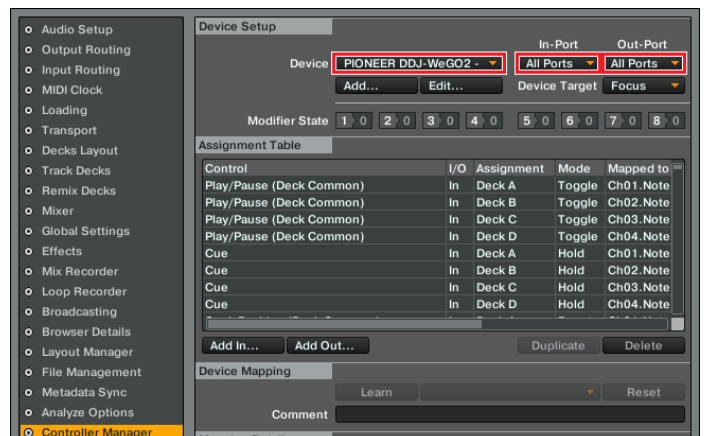 Audio Setup
Output Routing
Input Routing
MIDI Clock
Loading
Transport
Decks Layout
Track Decks
Remix Decks
Mixer
Global Settings
Effects
Mix Recorder
Loop Recorder
Broadcasting
Browser Details
Layout Manager
File Management
Metadata Sync
Analyze Options
Controller Manager
Device Setup
In-Port Out-Port
Device PIONEER DDJ-WeGO2 - All Ports All Ports
Add... Edit... Device Target Focus
Modifier State 1 0 2 0 3 0 4 0 5 0 6 0 7 0 8 0
Assignment Table
Control I/O Assignment Mode Mapped to
Play/Pause (Deck Common) In Deck A Toggle Ch01.Note
Play/Pause (Deck Common) In Deck B Toggle Ch02.Note
Play/Pause (Deck Common) In Deck C Toggle Ch03.Note
Play/Pause (Deck Common) In Deck D Toggle Ch04.Note
Cue In Deck A Hold Ch01.Note
Cue In Deck B Hold Ch02.Note
Cue In Deck C Hold Ch03.Note
Cue In Deck D Hold Ch04.Note
Add In... Add Out... Duplicate Delete
Device Mapping
Learn Reset
Comment